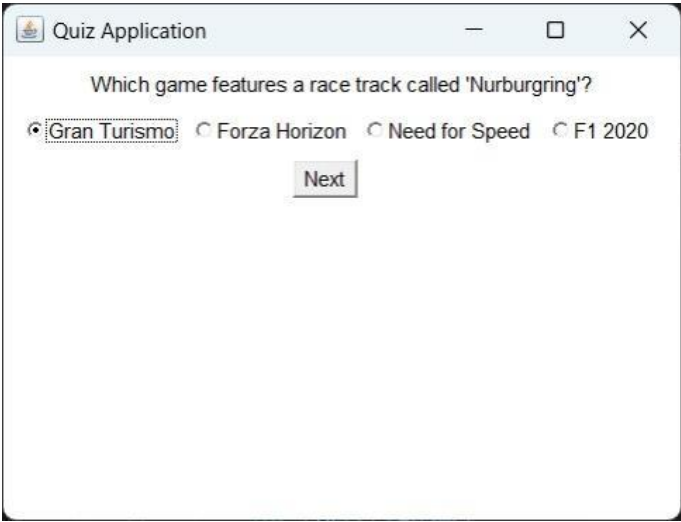 Quiz Application
Which game features a race track called 'Nurburgring'?
Gran Turismo Forza Horizon Need for Speed F1 2020
Next